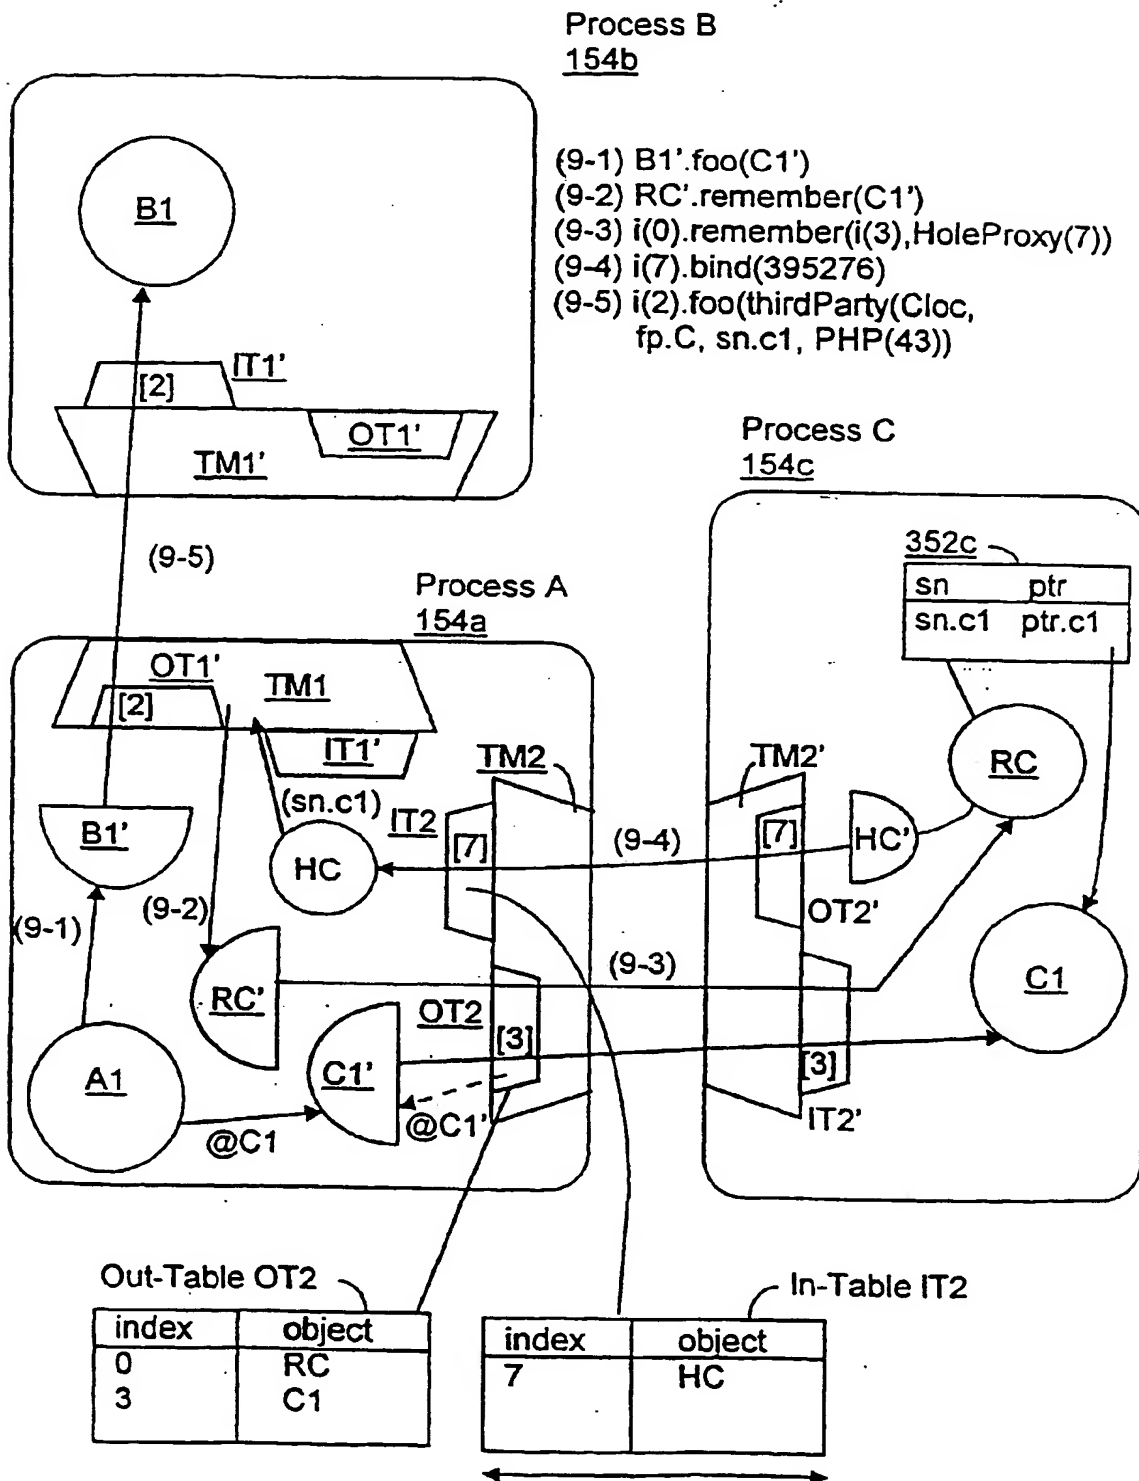 Process B
154b
(9-1) B1'.foo(C1')
(9-2) RC'.remember(C1')
(9-3) i(0).remember(i(3),HoleProxy(7))
(9-4) i(7).bind(395276)
(9-5) i(2).foo(thirdParty(Cloc,
fp.C, sn.c1, PHP(43))
B1
[2]
IT1'
OT1'
TM1'
(9-5)
Process C
154c
352c
sn ptr
sn.c1 ptr.c1
RC
TM2'
[7]
HC'
OT2'
C1
[3]
IT2'
Process A
154a
OT1'
TM1
[2]
IT1'
TM2
(sn.c1)
IT2
B1'
[7]
(9-4)
HC
(9-1)
(9-2)
(9-3)
RC'
OT2
[3]
A1
C1'
@C1
@C1'
Out-Table OT2
index object
0 RC
3 C1
In-Table IT2
index object
7 HC